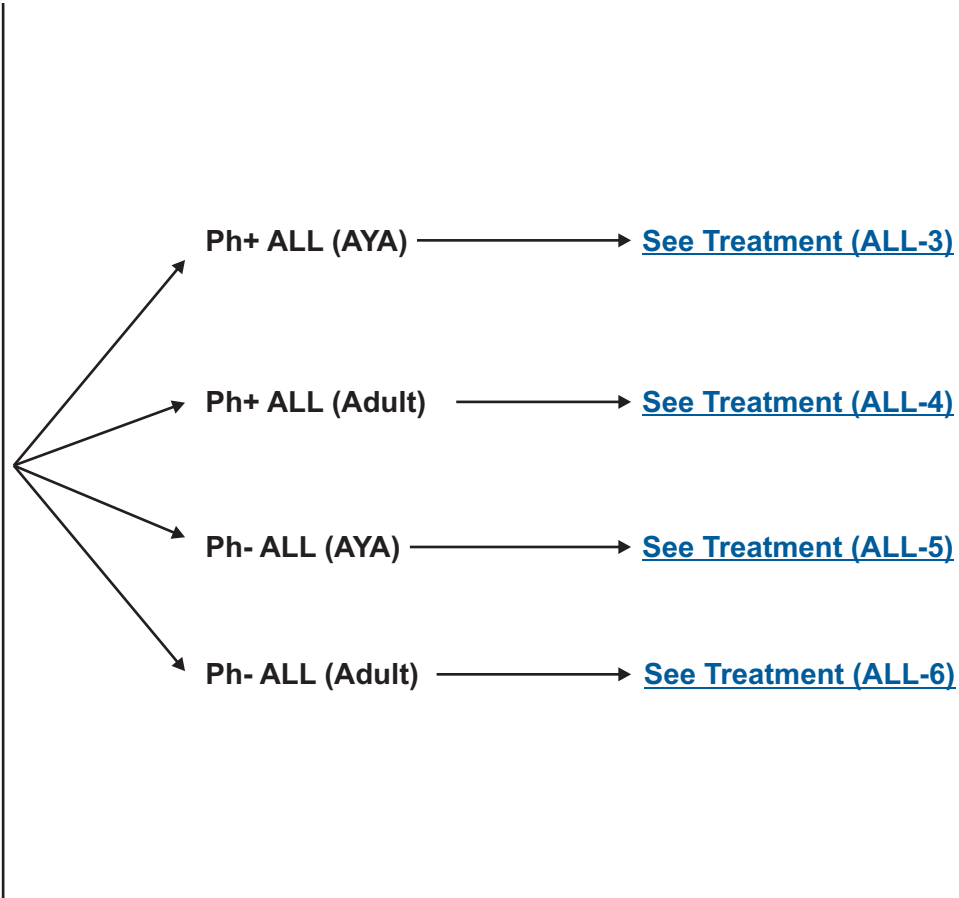 Ph+ ALL (AYA) See Treatment (ALL-3)
Ph+ ALL (Adult) See Treatment (ALL-4)
Ph- ALL (AYA) See Treatment (ALL-5)
Ph- ALL (Adult) See Treatment (ALL-6)